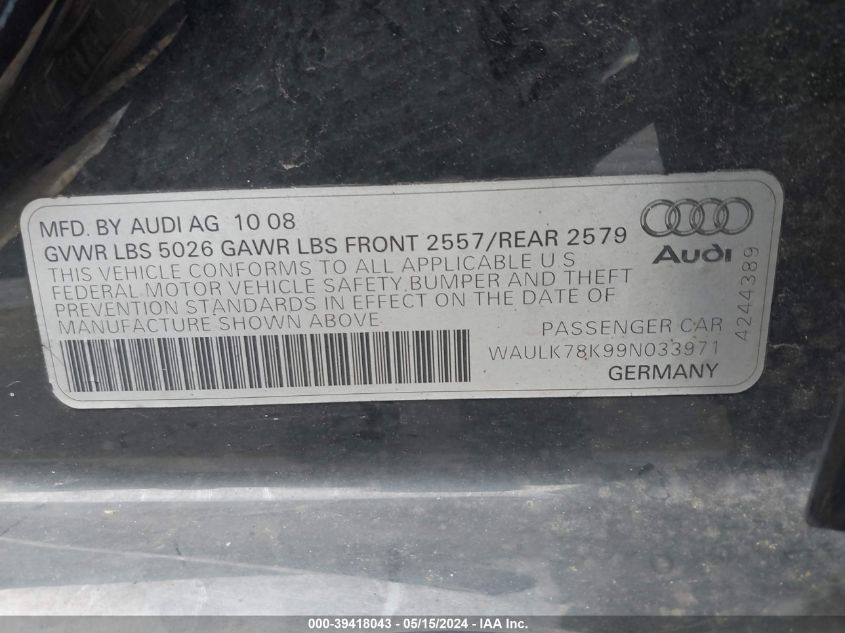 MFD. BY AUDI AG 10 08
GVWR LBS 5026 GAWR LBS FRONT 2557/REAR 2579
THIS VEHICLE CONFORMS TO ALL APPLICABLE U S
FEDERAL MOTOR VEHICLE SAFETY, BUMPER AND THEFT
PREVENTION STANDARDS IN EFFECT ON THE DATE OF
MANUFACTURE SHOWN ABOVE
Audi
4244389
PASSENGER CAR
WAULK78K99N033971
GERMANY
000-39418043 - 05/15/2024 - IAA Inc.